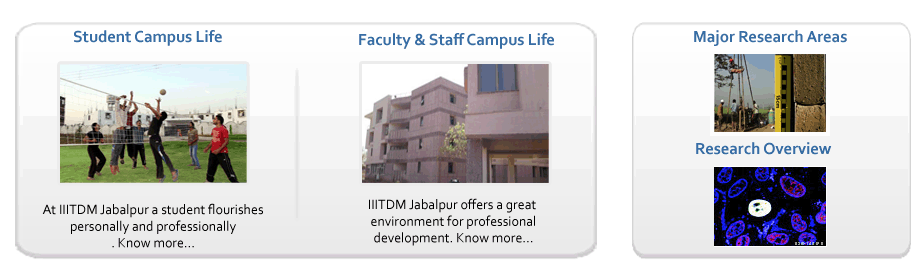 Student Campus Life
At IIITDM Jabalpur a student flourishes
personally and professionally
. Know more...
Faculty & Staff Campus Life
IIITDM Jabalpur offers a great
environment for professional
development. Know more...
Major Research Areas
Research Overview